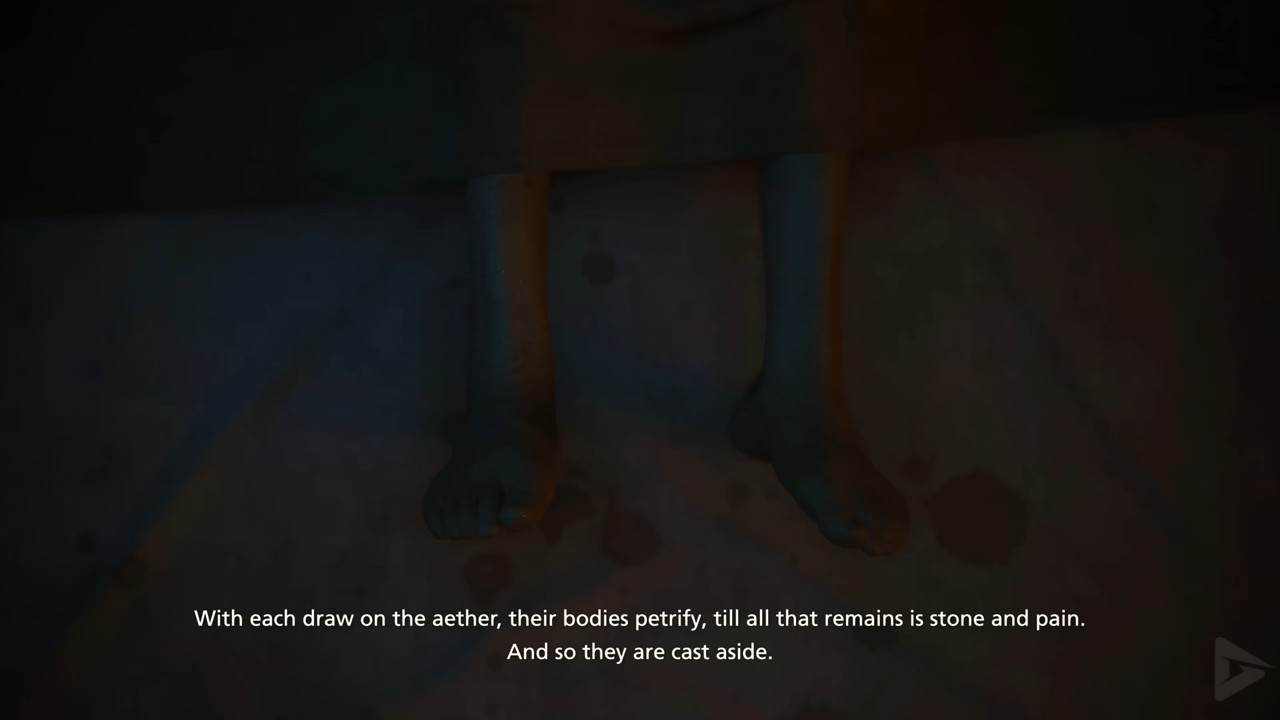 With each draw on the aether, their bodies petrify, till all that remains is stone and pain.
And so they are cast aside.